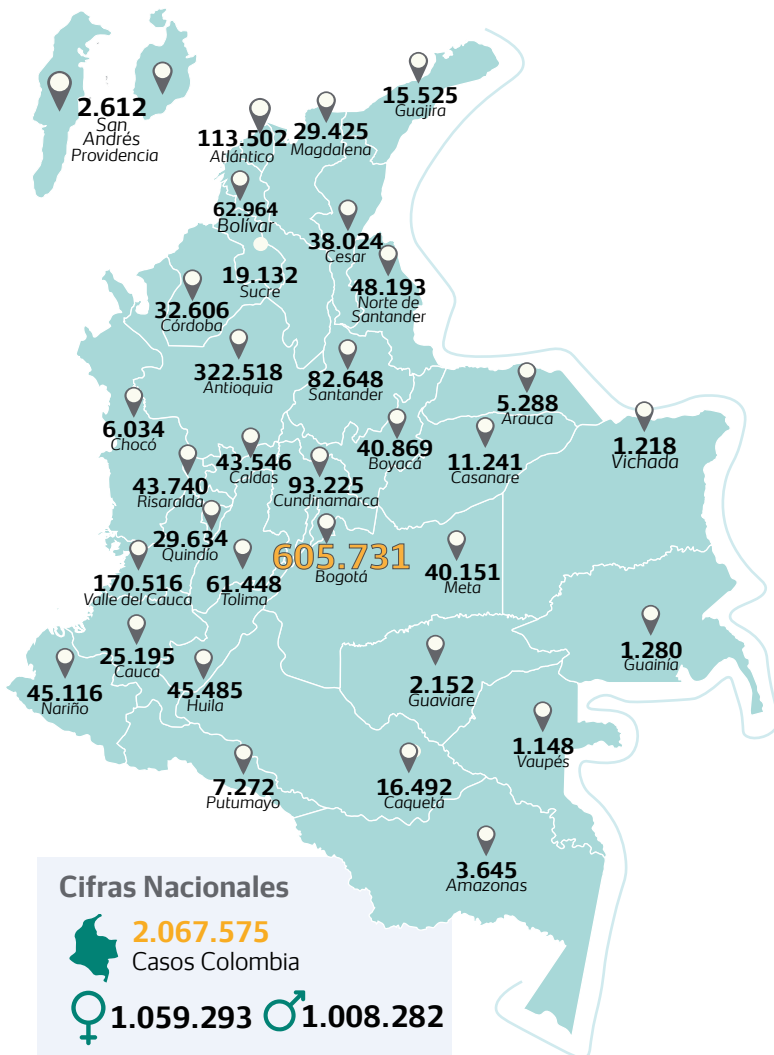 2.612
San
Andrés
Providencia
15.525
Guajira
113.502
Atlántico
29.425
Magdalena
62.964
Bolívar
38.024
Cesar
19.132
Sucre
48.193
Norte de
Santander
32.606
Córdoba
322.518
Antioquia
82.648
Santander
5.288
Arauca
6.034
Chocó
40.869
Boyacá
1.218
Vichada
43.546
Caldas
11.241
Casanare
43.740
Risaralda
93.225
Cundinamarca
29.634
Quindío
605.731
Bogotá
170.516
Valle del Cauca
61.448
Tolima
40.151
Meta
25.195
Cauca
1.280
Guainía
45.116
Nariño
45.485
Huila
2.152
Guaviare
1.148
Vaupés
7.272
Putumayo
16.492
Caquetá
3.645
Amazonas
Cifras Nacionales
2.067.575
Casos Colombia
1.059.293 1.008.282